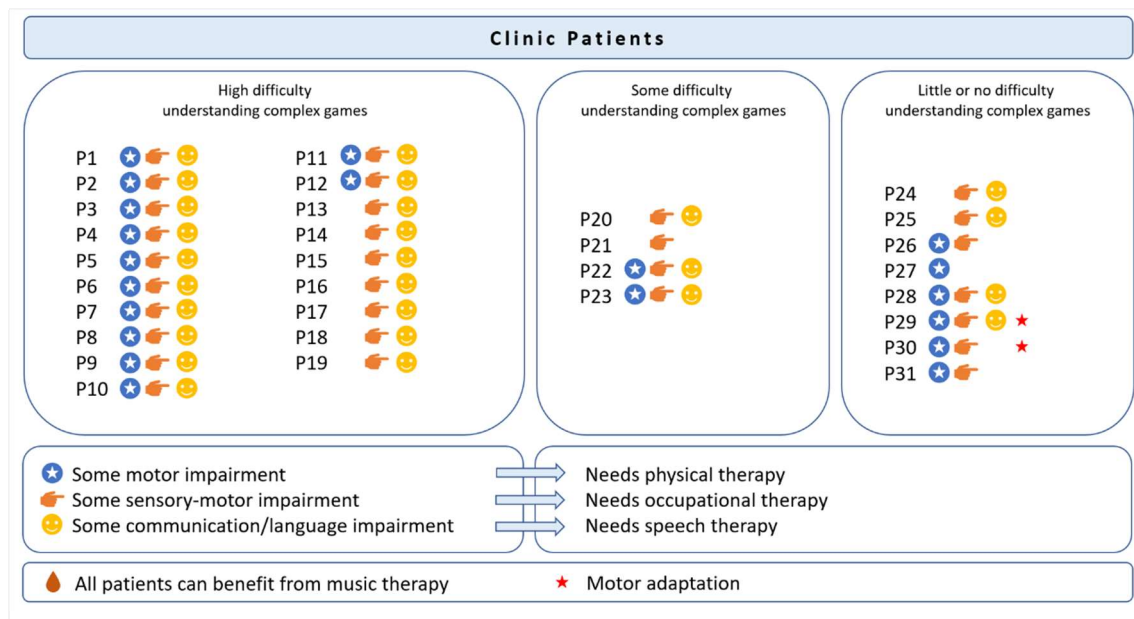 Clinic Patients
High difficulty
understanding complex games
P1
P2
P3
P4
P5
P6
P7
P8
P9
P10
P11
P12
P13
P14
P15
P16
P17
P18
P19
Some difficulty
understanding complex games
P20
P21
P22
P23
Little or no difficulty
understanding complex games
P24
P25
P26
P27
P28
P29
P30
P31
Some motor impairment
Needs physical therapy
Some sensory-motor impairment
Needs occupational therapy
Some communication/language impairment
Needs speech therapy
All patients can benefit from music therapy
Motor adaptation